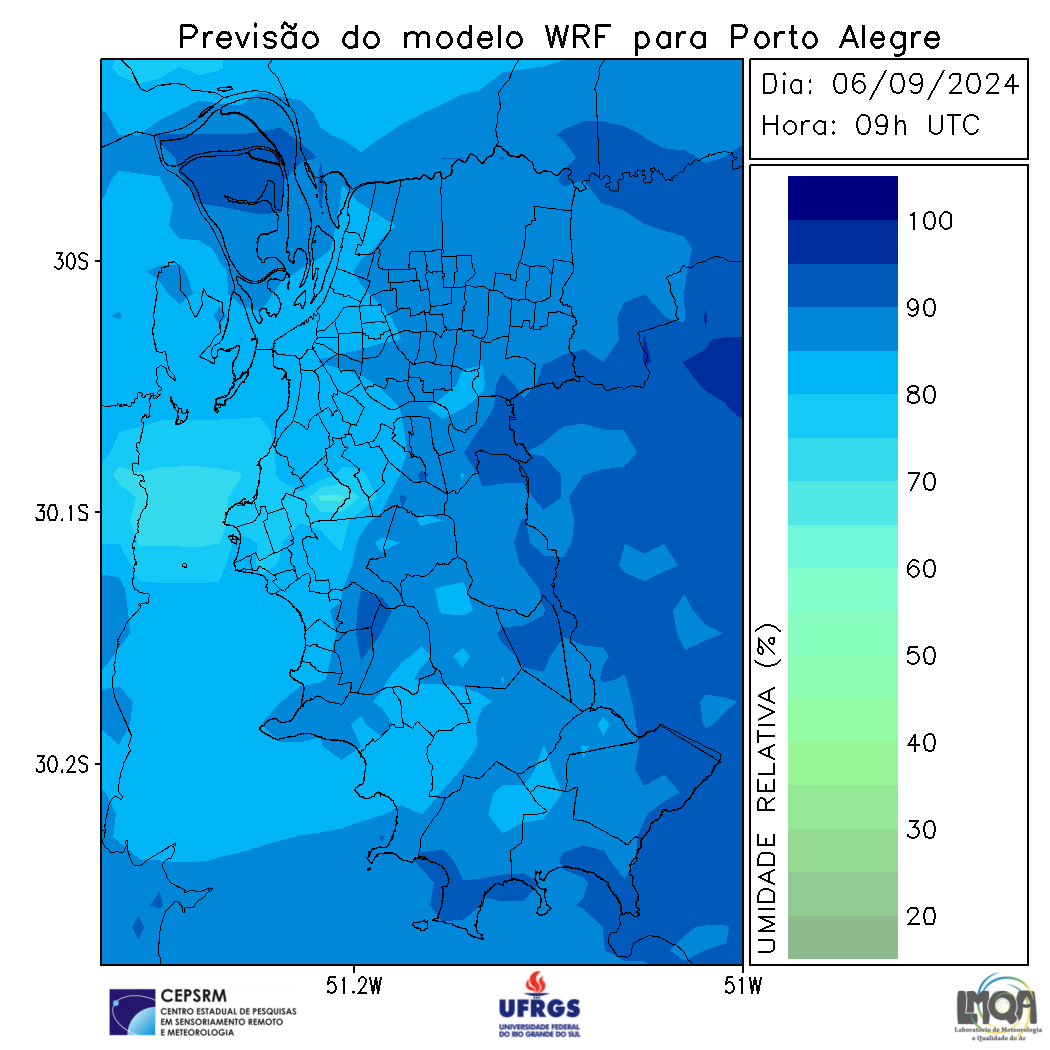 Previsão do modelo WRF para Porto Alegre
Dia: 06/09/2024
Hora: 09h UTC
30S
30.1S
30.2S
51.2W
51W
100
90
80
70
60
50
40
30
20
UMIDADE RELATIVA (%)
CEPSRM
CENTRO ESTADUAL DE PESQUISAS
EM SENSORIAMENTO REMOTO
E METEOROLOGIA
UFRGS
UNIVERSIDADE FEDERAL
DO RIO GRANDE DO SUL
LMQA
Laboratório de Meteorologia
e Qualidade do Ar